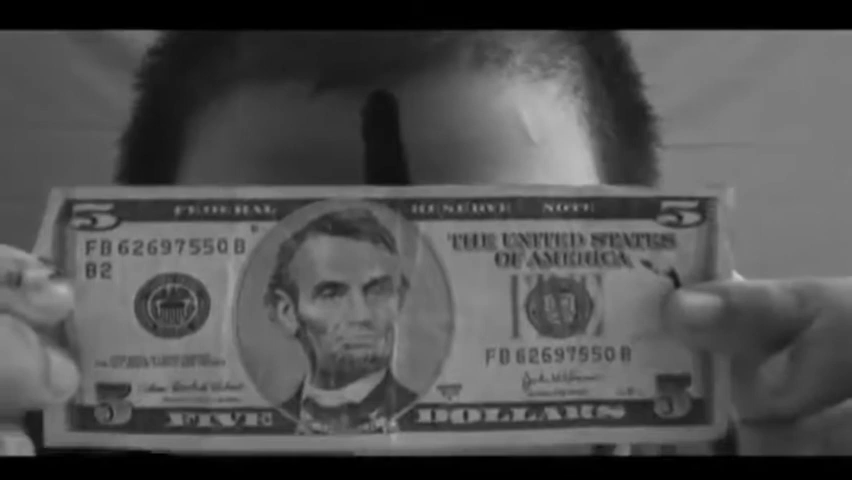 5 FEDERAL RESERVE NOTE 5
FB 62697550 B
B2
THE UNITED STATES
OF AMERICA
FB 62697550 B
5 FIVE DOLLARS 5